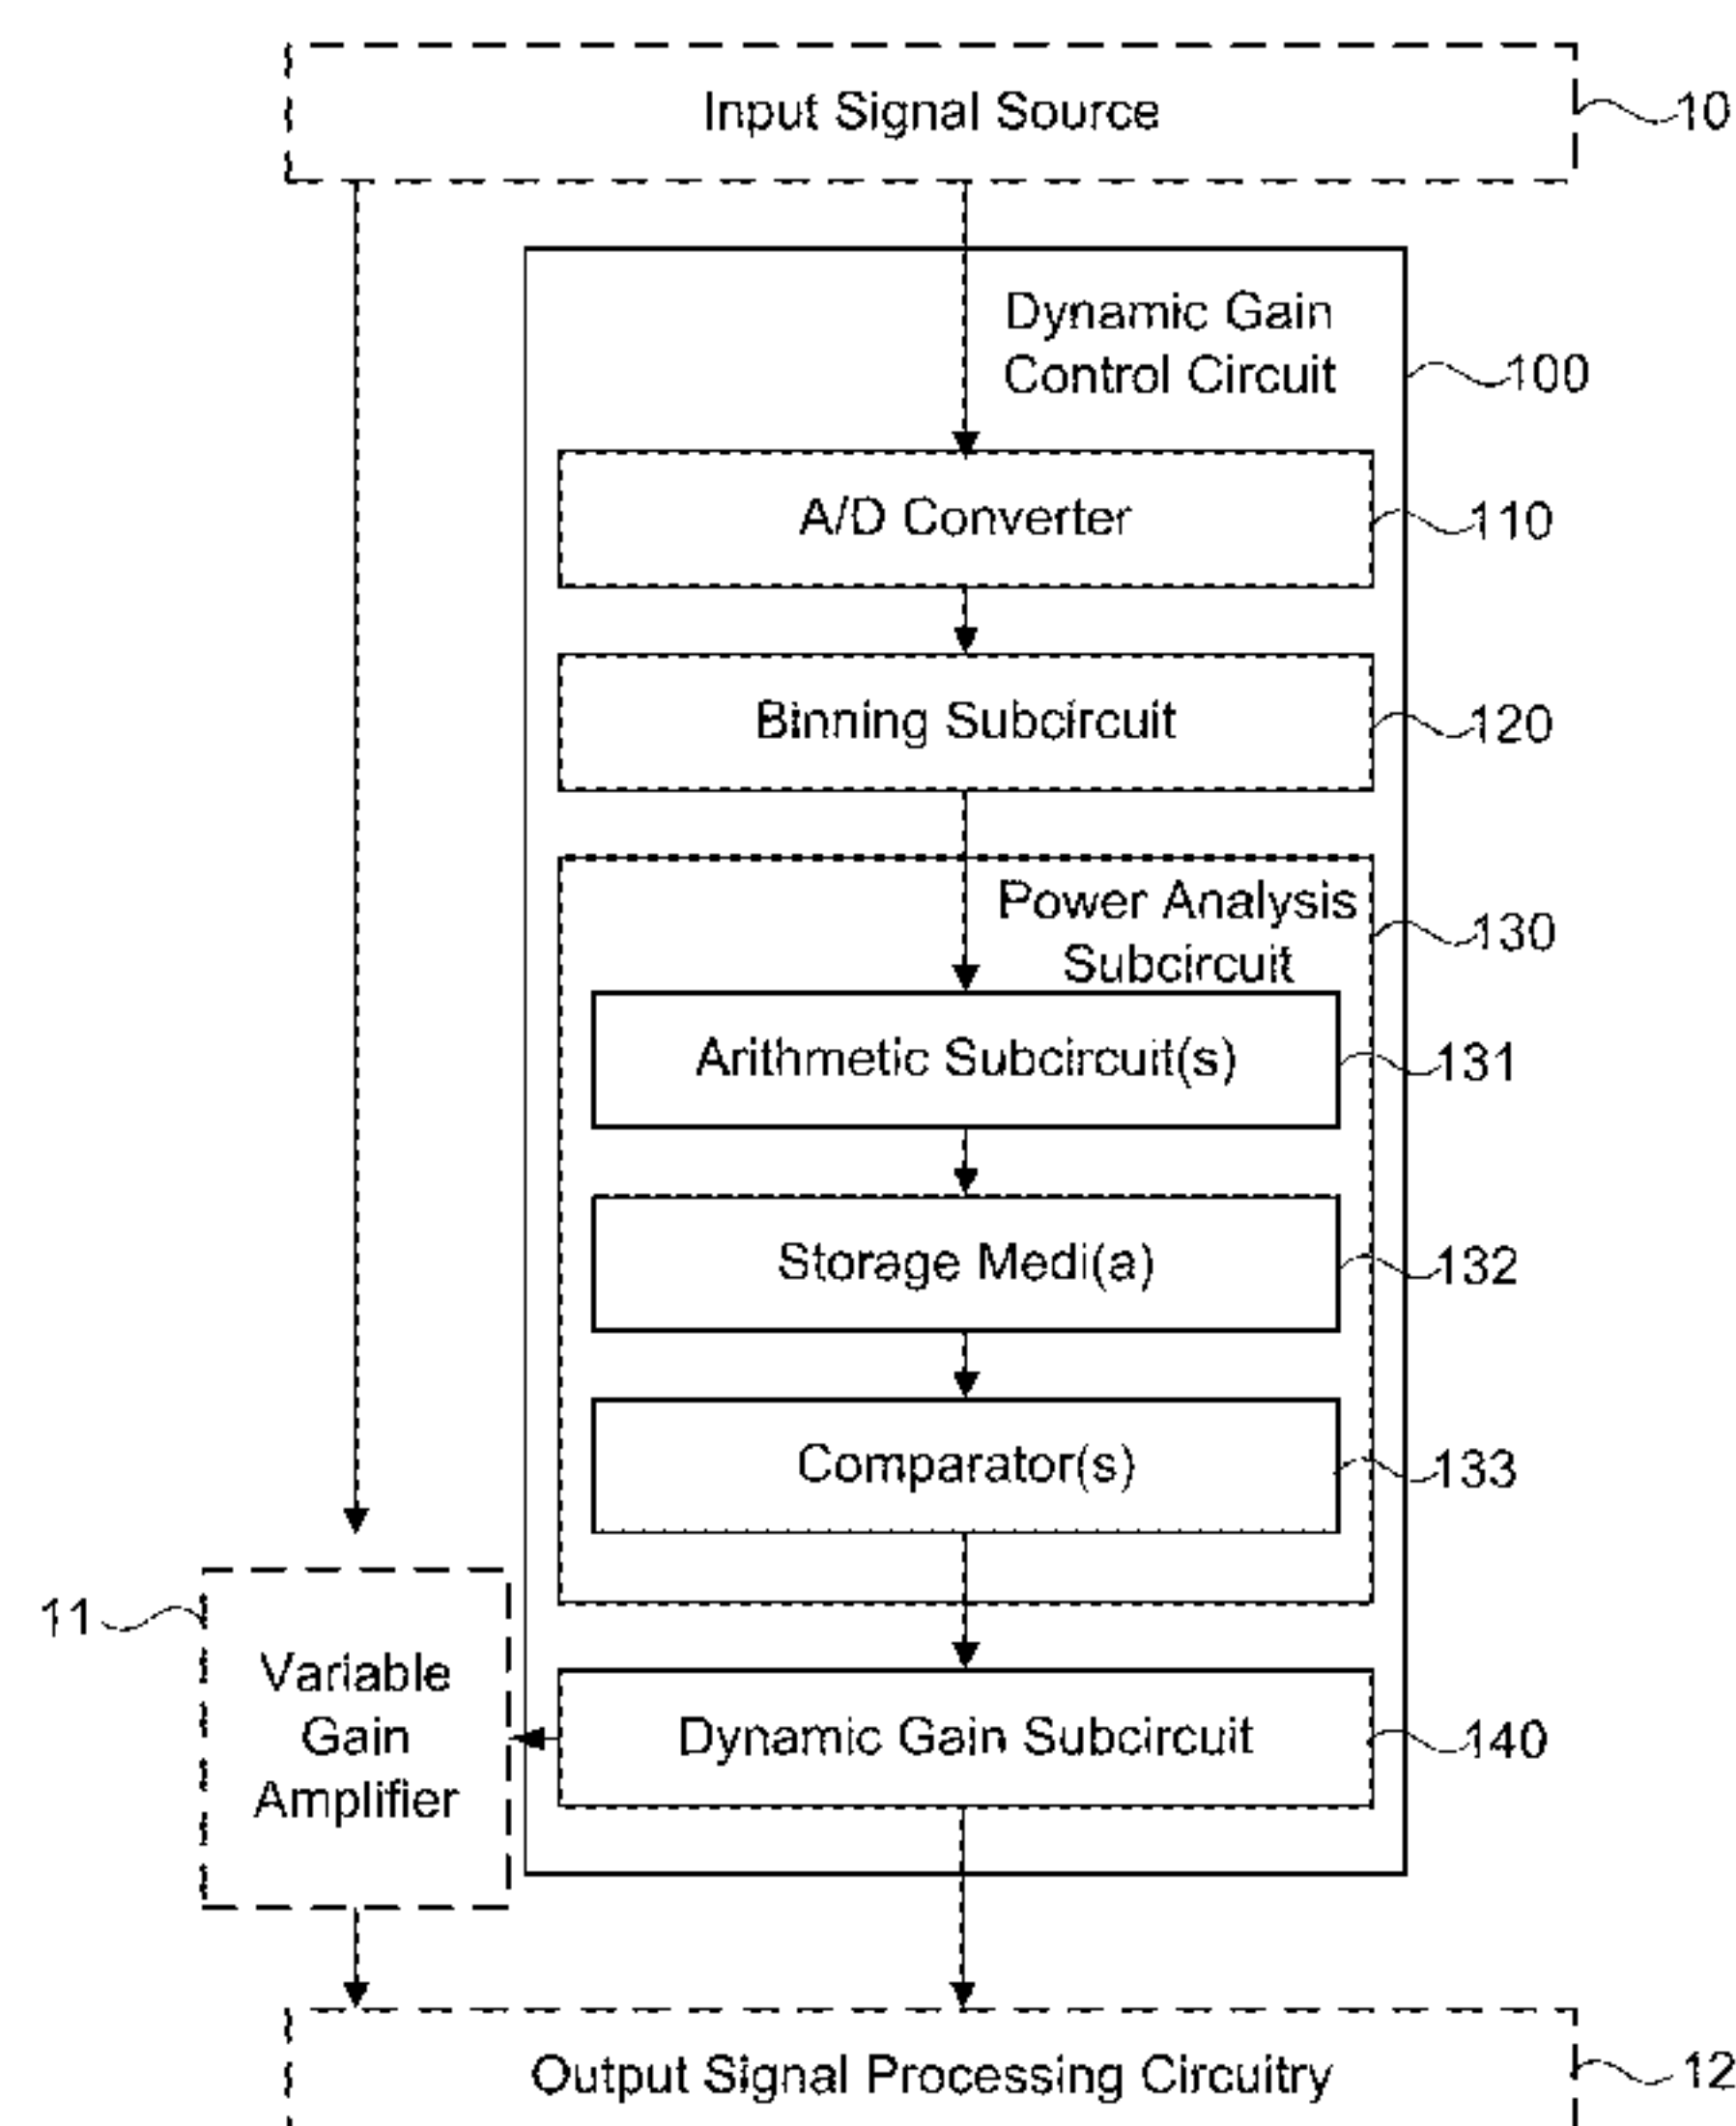 Input Signal Source
10
Dynamic Gain
Control Circuit
100
A/D Converter
110
Binning Subcircuit
120
Power Analysis
Subcircuit
130
Arithmetic Subcircuit(s)
131
Storage Medi(a)
132
Comparator(s)
133
11
Variable
Gain
Amplifier
Dynamic Gain Subcircuit
140
Output Signal Processing Circuitry
12